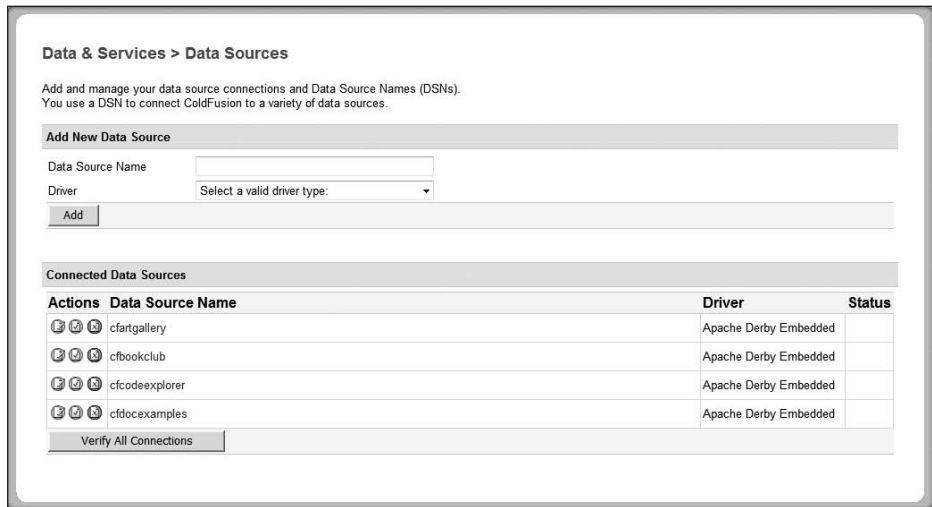 Data & Services > Data Sources
Add and manage your data source connections and Data Source Names (DSNs).
You use a DSN to connect ColdFusion to a variety of data sources.
Add New Data Source
Data Source Name
Driver Select a valid driver type:
Add
Connected Data Sources
Actions Data Source Name Driver Status
cfartgallery Apache Derby Embedded
cfbookclub Apache Derby Embedded
cfcodeexplorer Apache Derby Embedded
cfdocexamples Apache Derby Embedded
Verify All Connections